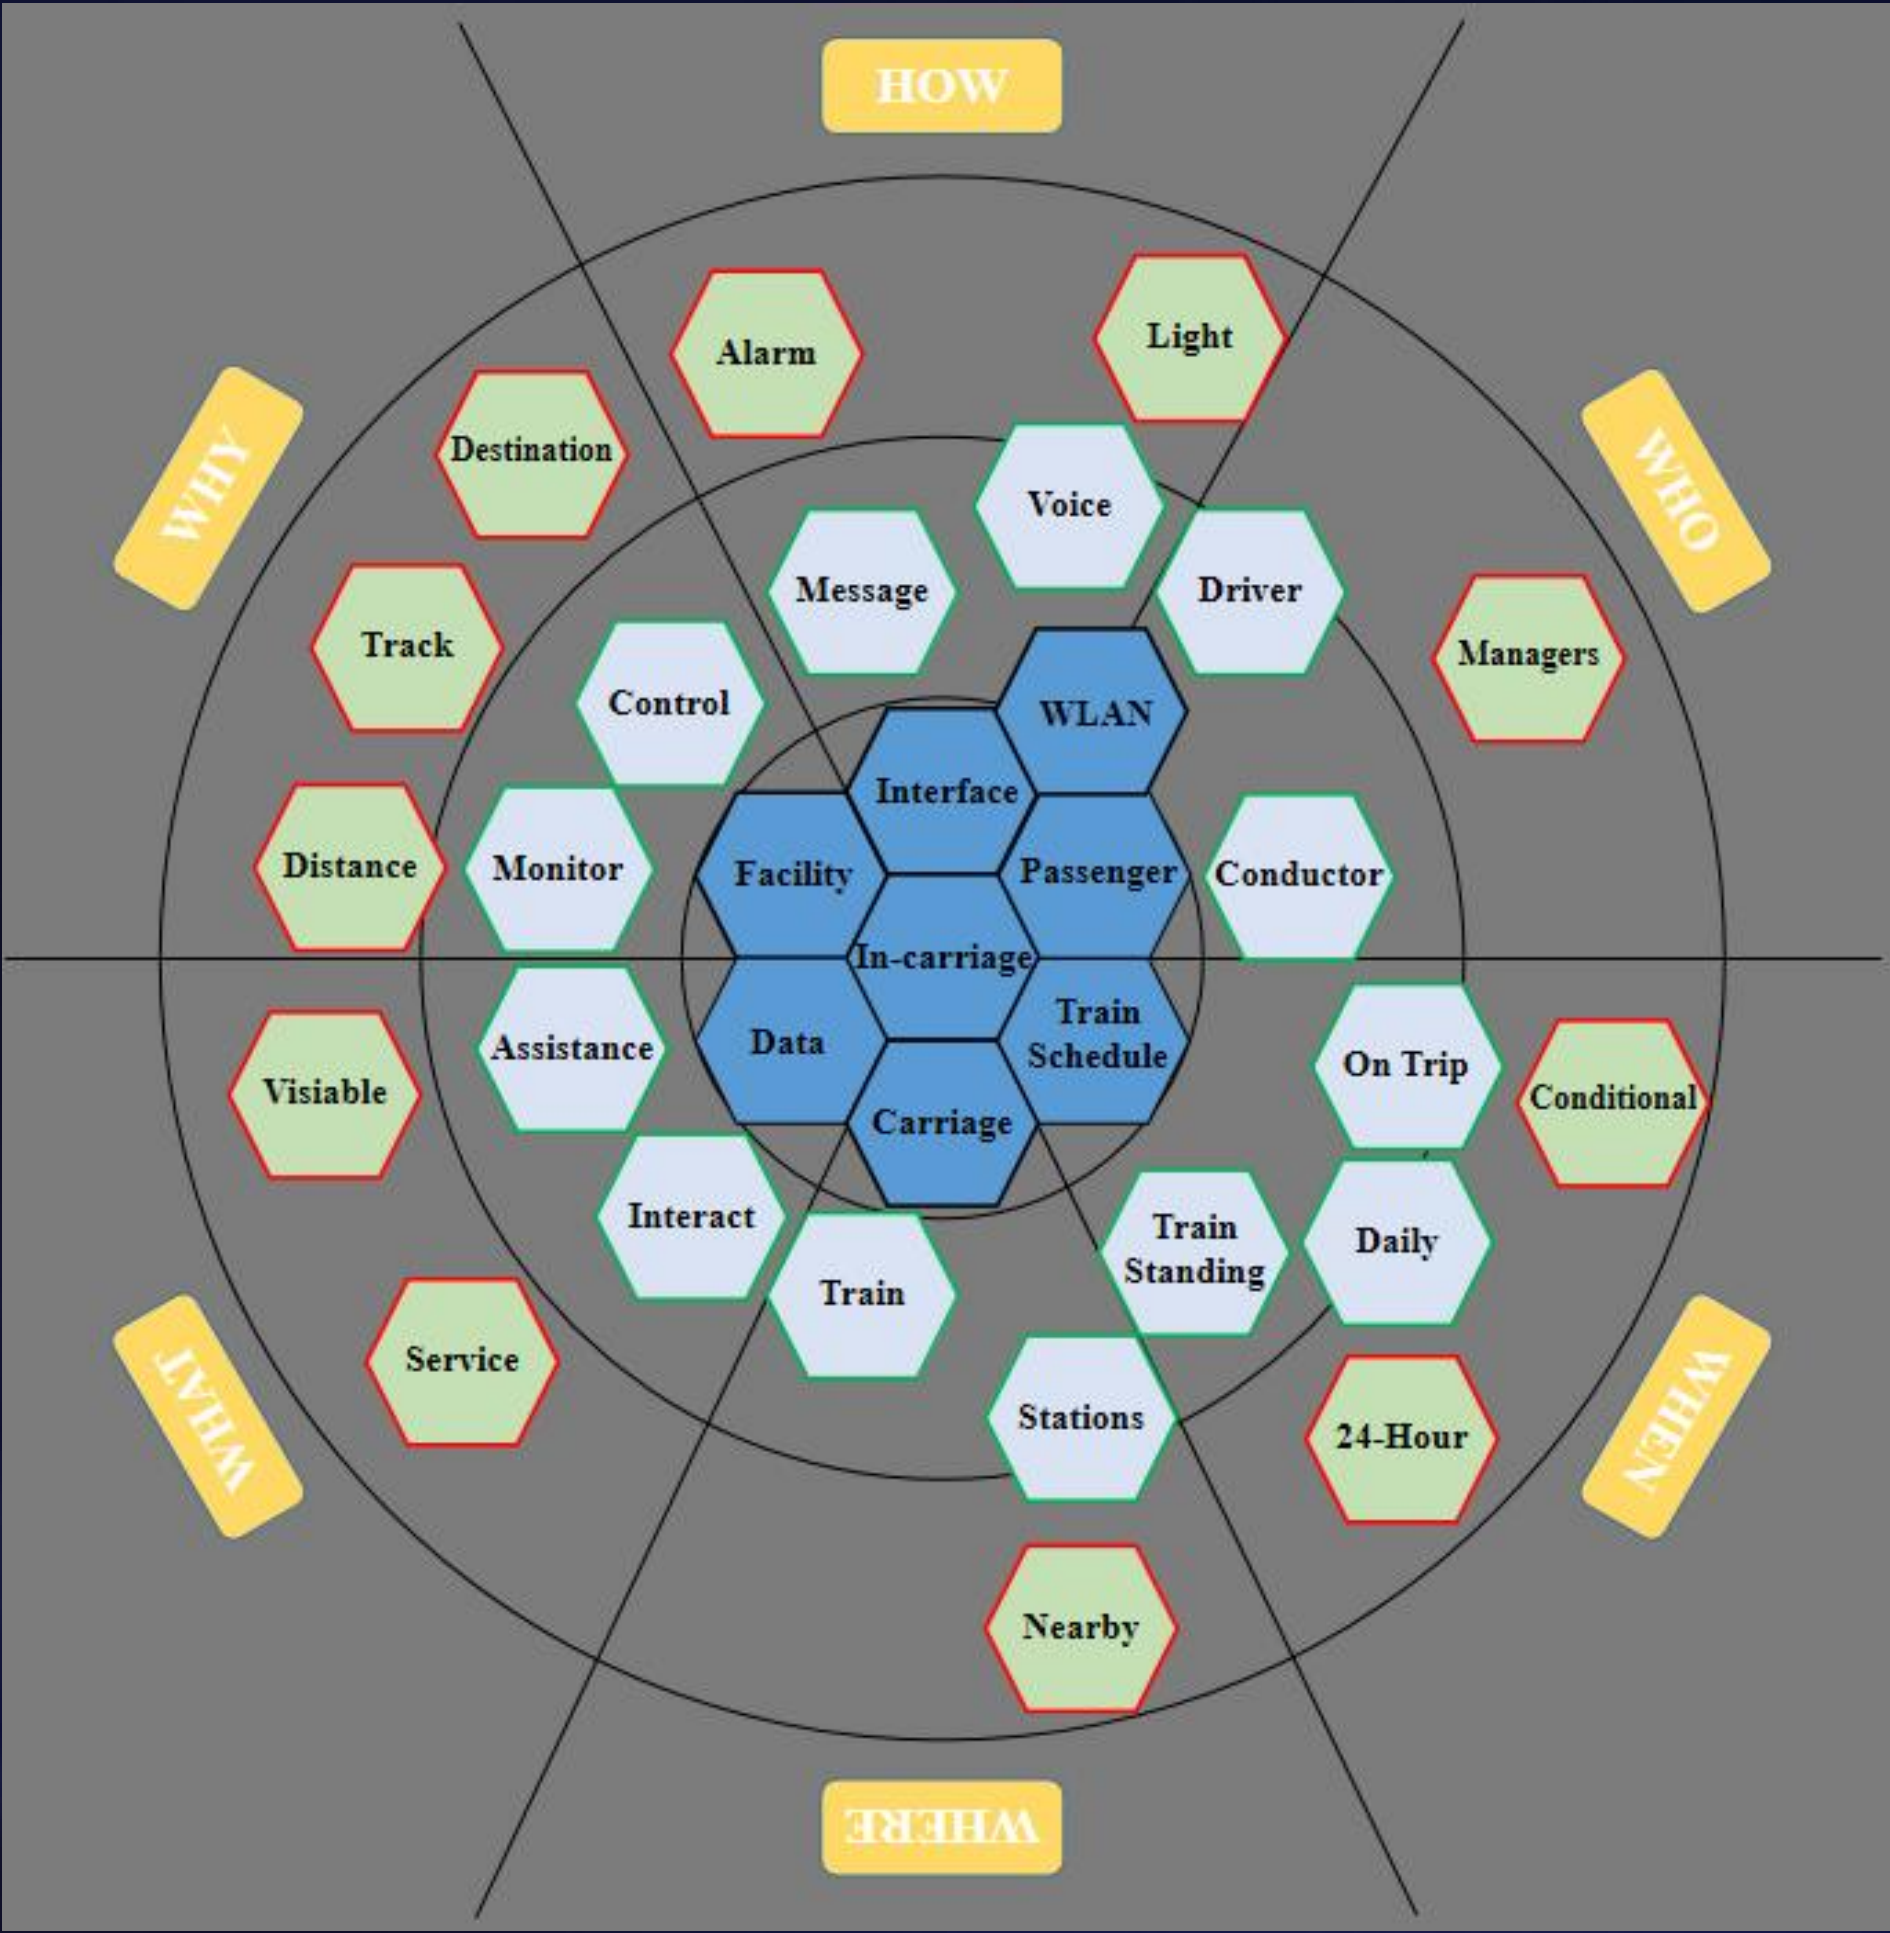 HOW
Light
Alarm
WHY
WHO
Destination
Voice
Message
Driver
Track
Managers
Control
WLAN
Interface
Distance
Monitor
Facility
Passenger
Conductor
In-carriage
Visiable
Assistance
Data
Train
Schedule
On Trip
Conditional
Carriage
Interact
Train
Standing
Daily
Train
WHAT
Service
Stations
24-Hour
WHEN
Nearby
WHERE